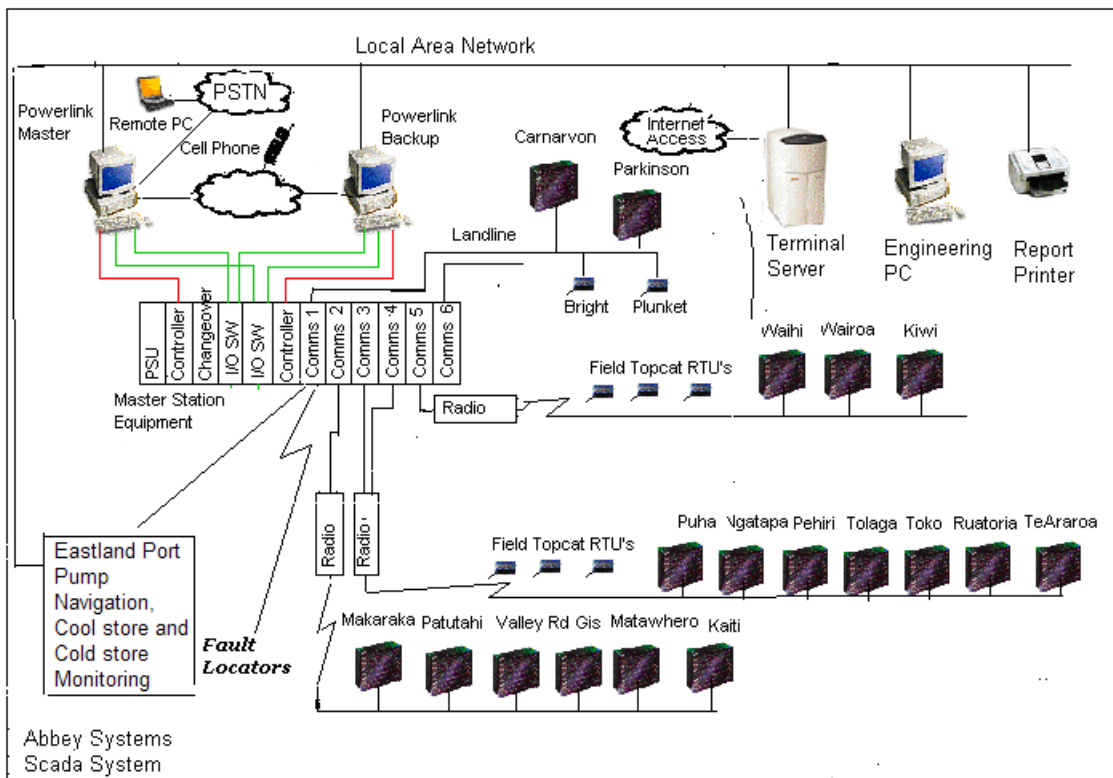 Local Area Network
Powerlink
Master
PSTN
Remote PC
Cell Phone
Powerlink
Backup
Carnarvon
Internet
Access
Parkinson
Landline
Bright
Plunket
Terminal
Server
Engineering
PC
Report
Printer
PSU
Controller
Changeover
I/O SW
I/O SW
Controller
Comms 1
Comms 2
Comms 3
Comms 4
Comms 5
Comms 6
Master Station
Equipment
Radio
Field Topcat RTU's
Waihi
Wairoa
Kiwi
Radio
Radio
Field Topcat RTU's
Puha
Ngatapa
Pehiri
Tolaga
Toko
Ruatoria
TeAraroa
Makaraka
Patutahi
Valley Rd
Gis
Matawhero
Kaiti
Eastland Port
Pump
Navigation,
Cool store and
Cold store
Monitoring
Fault
Locators
Abbey Systems
Scada System